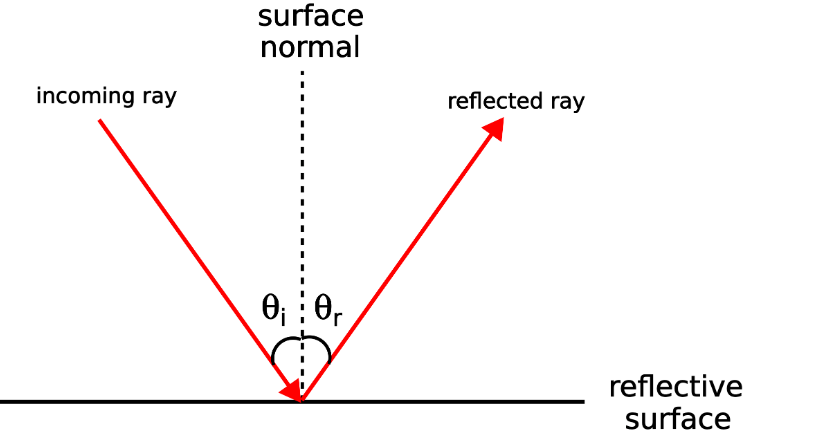 surface
normal
incoming ray
reflected ray
θi
θr
reflective
surface